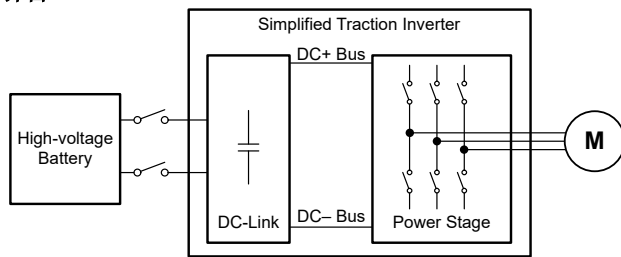 Simplified Traction Inverter
DC+ Bus
High-voltage
Battery
M
DC-Link
DC– Bus
Power Stage